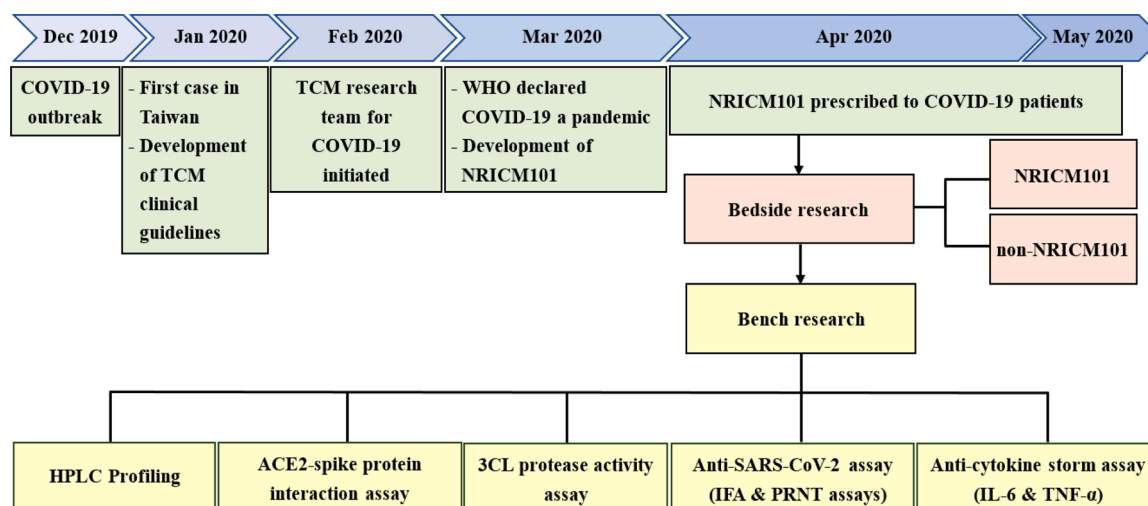 Dec 2019
Jan 2020
Feb 2020
Mar 2020
Apr 2020
May 2020
COVID-19
outbreak
- First case in
Taiwan
- Development
of TCM
clinical
guidelines
TCM research
team for
COVID-19
initiated
- WHO declared
COVID-19 a pandemic
- Development of
NRICM101
NRICM101 prescribed to COVID-19 patients
Bedside research
NRICM101
non-NRICM101
Bench research
HPLC Profiling
ACE2-spike protein
interaction assay
3CL protease activity
assay
Anti-SARS-CoV-2 assay
(IFA & PRNT assays)
Anti-cytokine storm assay
(IL-6 & TNF-α)